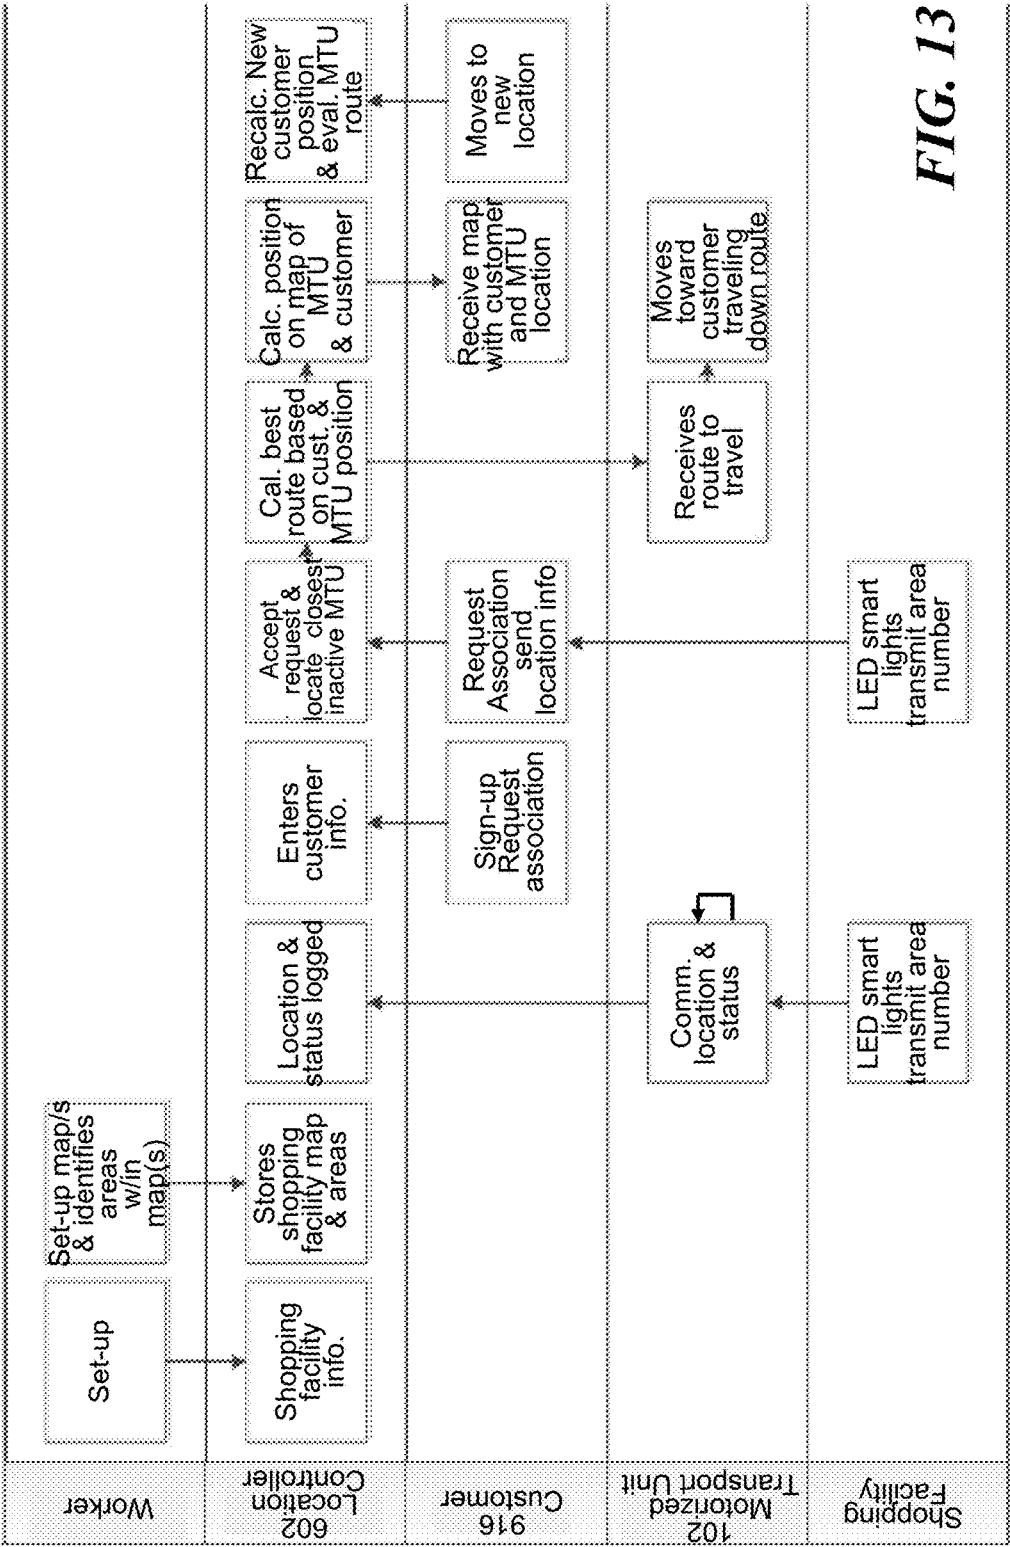 Worker
Set-up
Set-up map/s
& identifies
areas
w/in
map(s)
602
Location
Controller
Shopping
facility
info.
Stores
shopping
facility map
& areas
Location &
status logged
Enters
customer
info.
Accept
request &
locate closest
inactive MTU
Cal. best
route based
on cust. &
MTU position
Calc. position
on map of
MTU
& customer
Recalc. New
customer
position
& eval. MTU
route
916
Customer
Sign-up
Request
association
Request
Association
send
location info
Receive map
with customer
and MTU
location
Moves to
new
location
102
Motorized
Transport Unit
Comm.
location &
status
Receives
route to
travel
Moves
toward
customer
traveling
down route
Shopping
Facility
LED smart
lights
transmit area
number
LED smart
lights
transmit area
number
FIG. 13